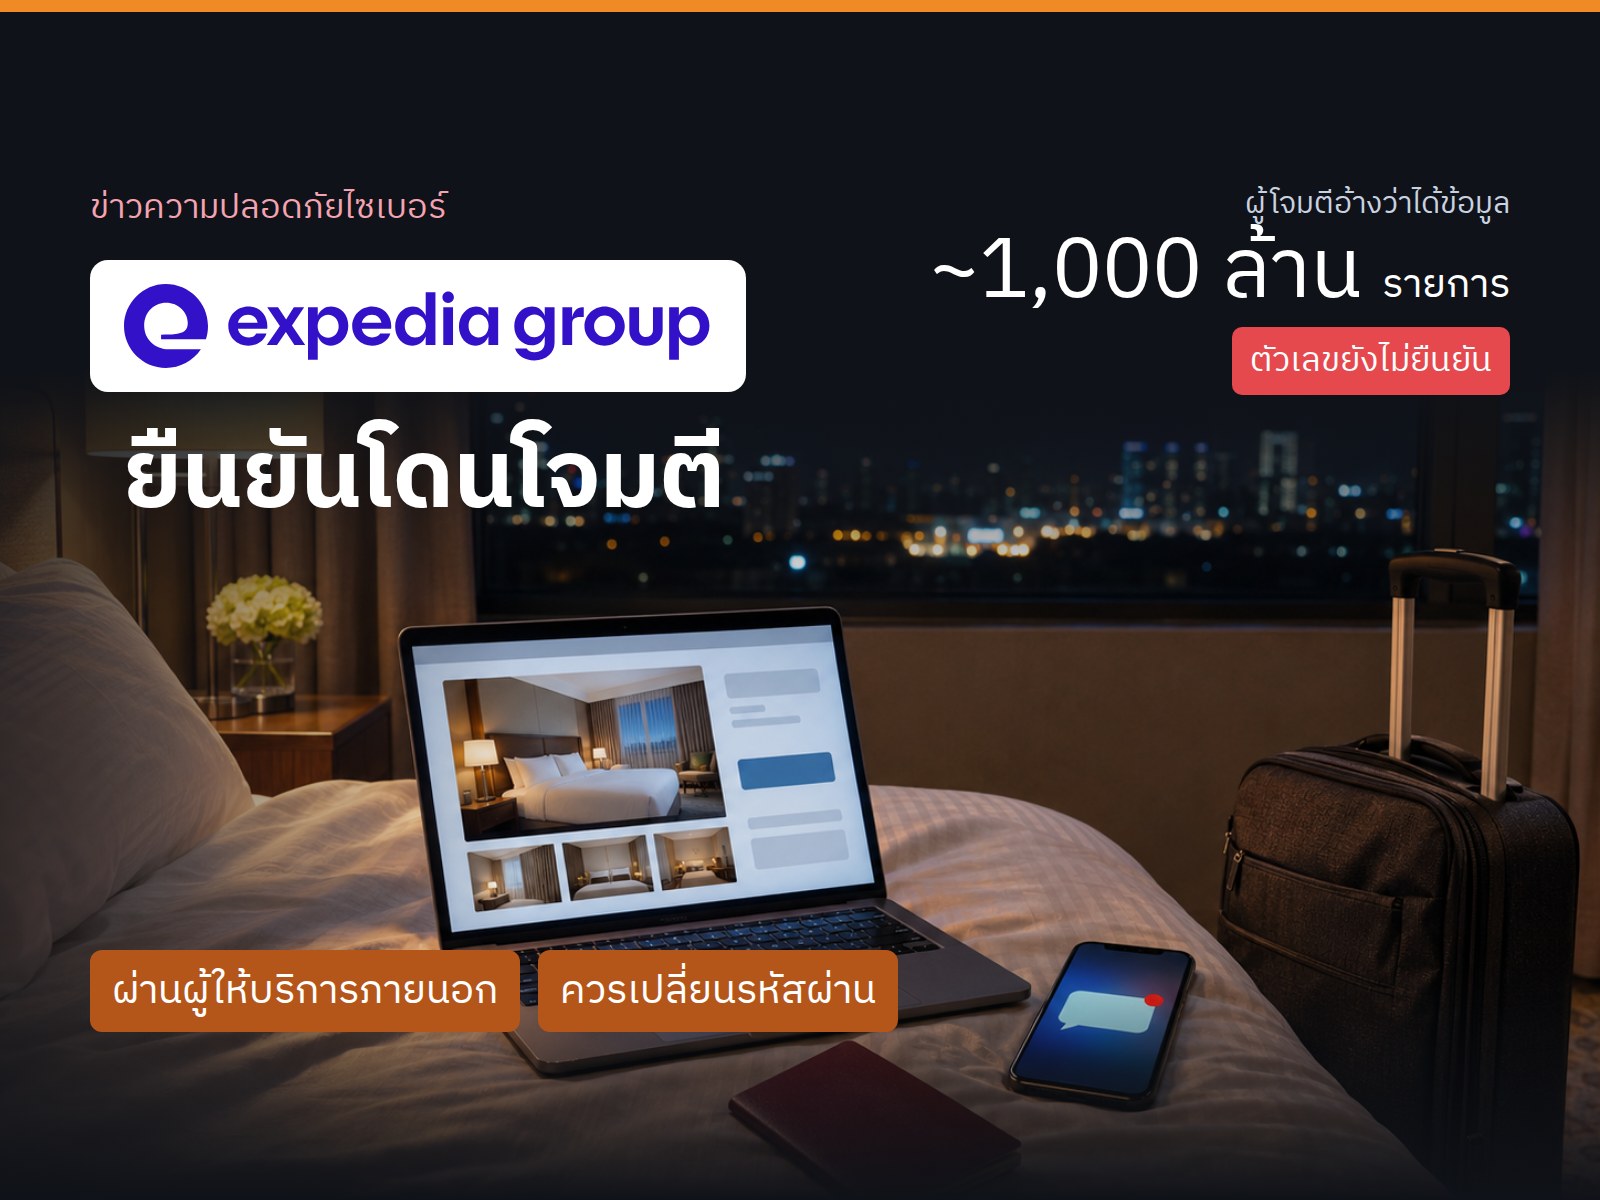 ข่าวความปลอดภัยไซเบอร์
expedia group
ยืนยันโดนโจมตี
ผู้โจมตีอ้างว่าได้ข้อมูล
~1,000 ล้าน รายการ
ตัวเลขยังไม่ยืนยัน
ผ่านผู้ให้บริการภายนอก
ควรเปลี่ยนรหัสผ่าน